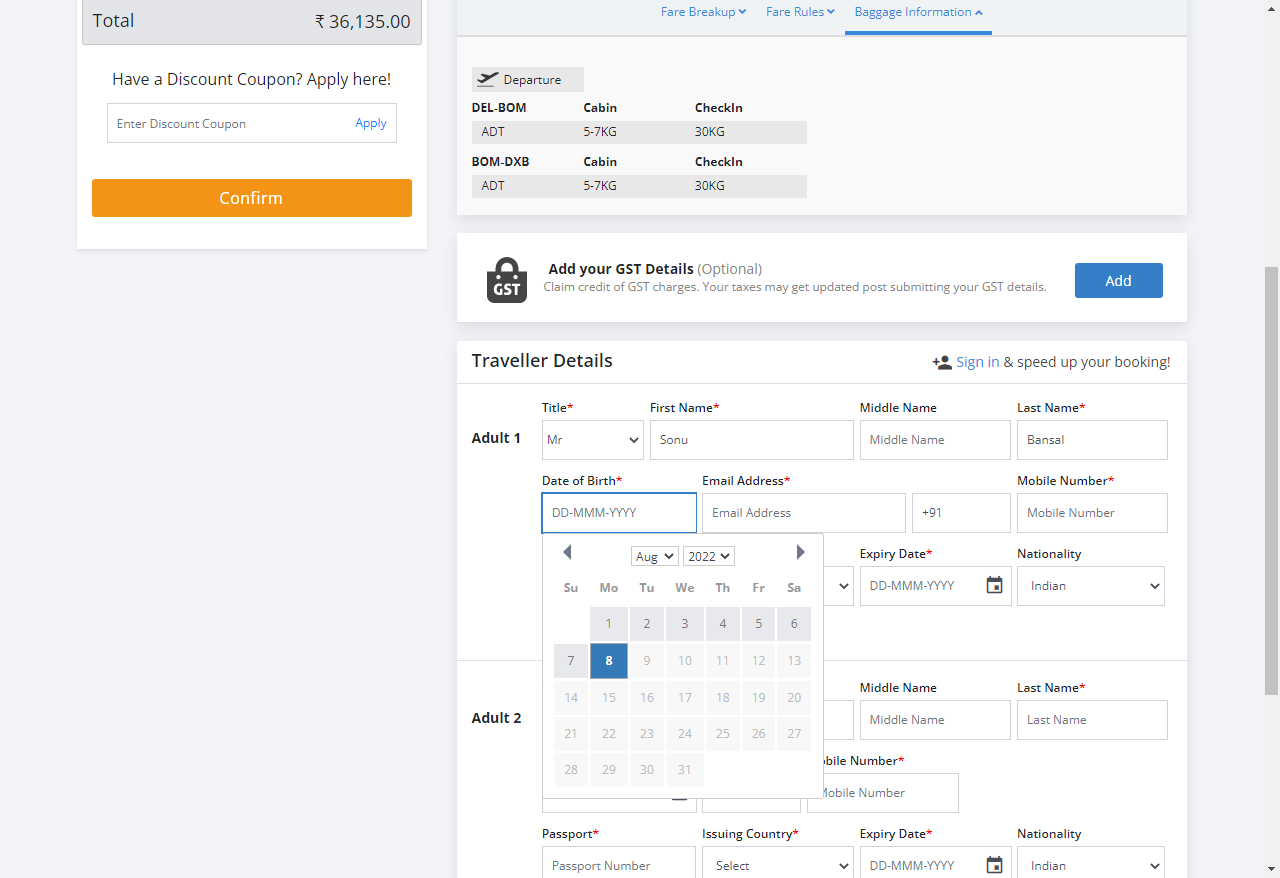 Total ₹ 36,135.00
Have a Discount Coupon? Apply here!
Enter Discount Coupon Apply
Confirm
Fare Breakup Fare Rules Baggage Information
Departure
DEL-BOM Cabin CheckIn
ADT 5-7KG 30KG
BOM-DXB Cabin CheckIn
ADT 5-7KG 30KG
GST
Add your GST Details (Optional)
Claim credit of GST charges. Your taxes may get updated post submitting your GST details.
Add
Traveller Details Sign in & speed up your booking!
Title* First Name* Middle Name Last Name*
Adult 1 Mr Sonu Middle Name Bansal
Date of Birth* Email Address* Mobile Number*
DD-MMM-YYYY Email Address +91 Mobile Number
Aug 2022
Su Mo Tu We Th Fr Sa
1 2 3 4 5 6
7 8 9 10 11 12 13
14 15 16 17 18 19 20
21 22 23 24 25 26 27
28 29 30 31
Expiry Date* Nationality
DD-MMM-YYYY Indian
Middle Name Last Name*
Adult 2 Middle Name Last Name
Number*
Mobile Number
Passport* Issuing Country* Expiry Date* Nationality
Passport Number Select DD-MMM-YYYY Indian